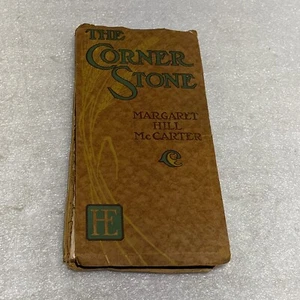 THE
CORNER
STONE
MARGARET
HILL
McCARTER
HE